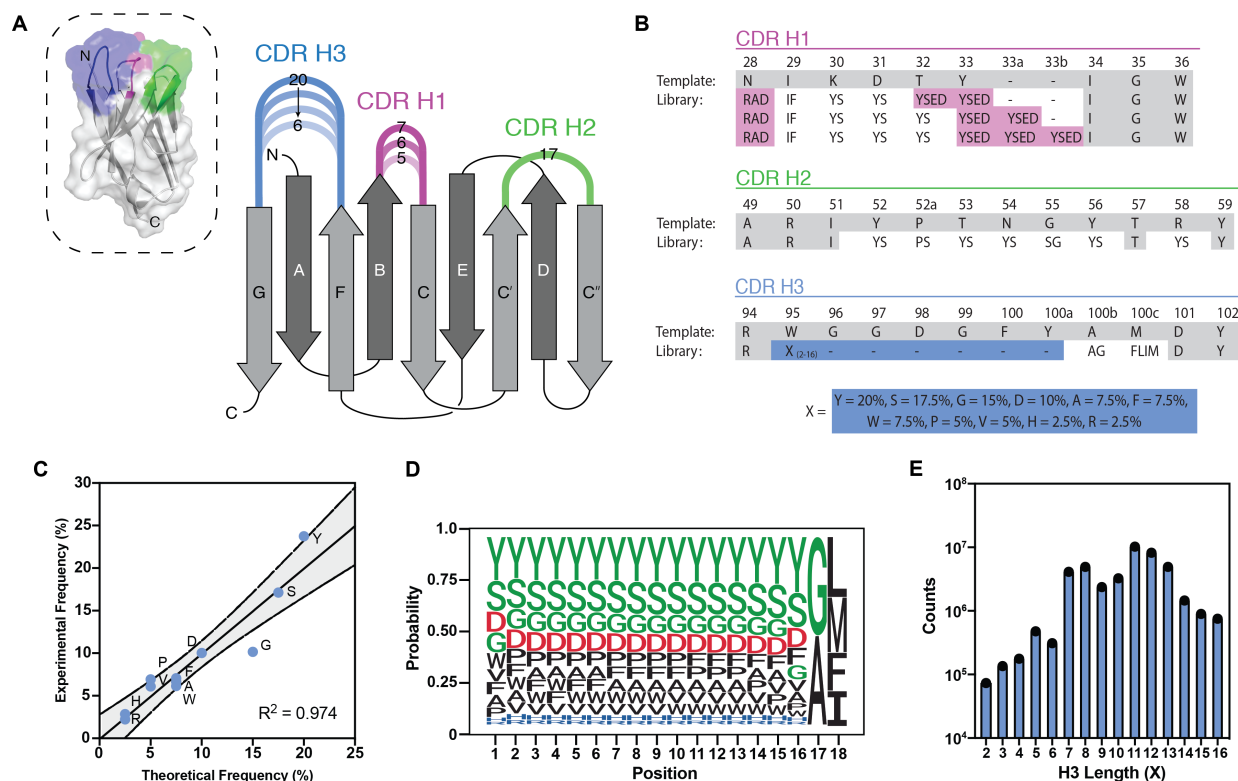 A
N
C
CDR H3
CDR H1
CDR H2
20
6
7
6
5
17
N
G
A
F
B
C
E
C'
D
C"
C
B
CDR H1
28 29 30 31 32 33 33a 33b 34 35 36
Template: N I K D T Y - - I G W
Library: RAD IF YS YS YSED YSED - - I G W
RAD IF YS YS YS YSED YSED - I G W
RAD IF YS YS YS YSED YSED YSED I G W
CDR H2
49 50 51 52 52a 53 54 55 56 57 58 59
Template: A R I Y P T N G Y T R Y
Library: A R I YS PS YS YS SG YS T YS Y
CDR H3
94 95 96 97 98 99 100 100a 100b 100c 101 102
Template: R W G G D G F Y A M D Y
Library: R X (2-16) - - - - - - AG FLIM D Y
X = Y = 20%, S = 17.5%, G = 15%, D = 10%, A = 7.5%, F = 7.5%,
W = 7.5%, P = 5%, V = 5%, H = 2.5%, R = 2.5%
C
Experimental Frequency (%)
30
25
20
15
10
5
0
Y
S
G
D
P
V
F
A
W
H
R
R² = 0.974
0 5 10 15 20 25
Theoretical Frequency (%)
D
Probability
1.0
0.75
0.50
0.25
0
YYYYYYYYYYYYYYYYGL
SSSSSSSSSSSSSSSSAM
DGGGGGGGGGGGGGGDFI
GDDDDDDDDDDDDDDF
1 2 3 4 5 6 7 8 9 10 11 12 13 14 15 16 17 18
Position
E
Counts
10⁸
10⁷
10⁶
10⁵
10⁴
2 3 4 5 6 7 8 9 10 11 12 13 14 15 16
H3 Length (X)